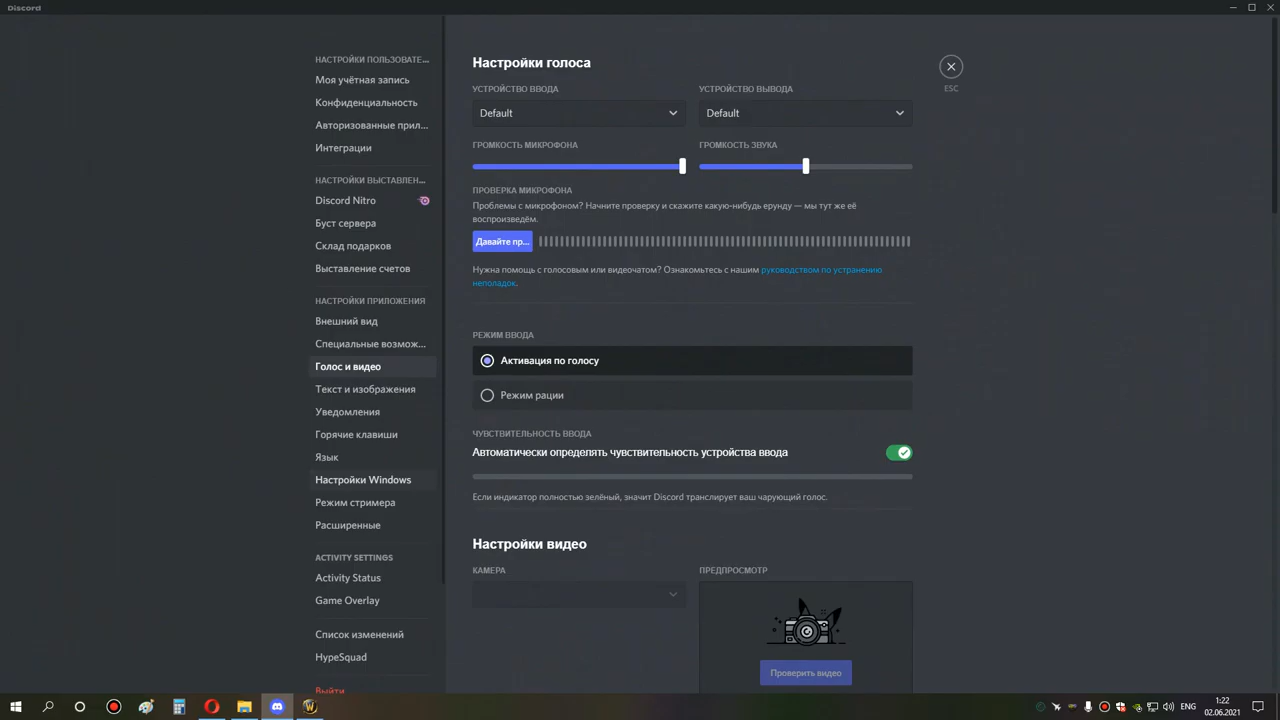 Discord
НАСТРОЙКИ ПОЛЬЗОВАТЕ...
Моя учётная запись
Конфиденциальность
Авторизованные прил...
Интеграции
НАСТРОЙКИ ВЫСТАВЛЕН...
Discord Nitro
Буст сервера
Склад подарков
Выставление счетов
НАСТРОЙКИ ПРИЛОЖЕНИЯ
Внешний вид
Специальные возмож...
Голос и видео
Текст и изображения
Уведомления
Горячие клавиши
Язык
Настройки Windows
Режим стримера
Расширенные
ACTIVITY SETTINGS
Activity Status
Game Overlay
Список изменений
HypeSquad
Выйти
Настройки голоса
ESC
УСТРОЙСТВО ВВОДА
УСТРОЙСТВО ВЫВОДА
Default
Default
ГРОМКОСТЬ МИКРОФОНА
ГРОМКОСТЬ ЗВУКА
ПРОВЕРКА МИКРОФОНА
Проблемы с микрофоном? Начните проверку и скажите какую-нибудь ерунду — мы тут же её
воспроизведём.
Давайте пр...
Нужна помощь с голосовым или видеочатом? Ознакомьтесь с нашим руководством по устранению
неполадок.
РЕЖИМ ВВОДА
Активация по голосу
Режим рации
ЧУВСТВИТЕЛЬНОСТЬ ВВОДА
Автоматически определять чувствительность устройства ввода
Если индикатор полностью зелёный, значит Discord транслирует ваш чарующий голос.
Настройки видео
КАМЕРА
ПРЕДПРОСМОТР
Проверить видео
ENG
1:22
02.06.2021